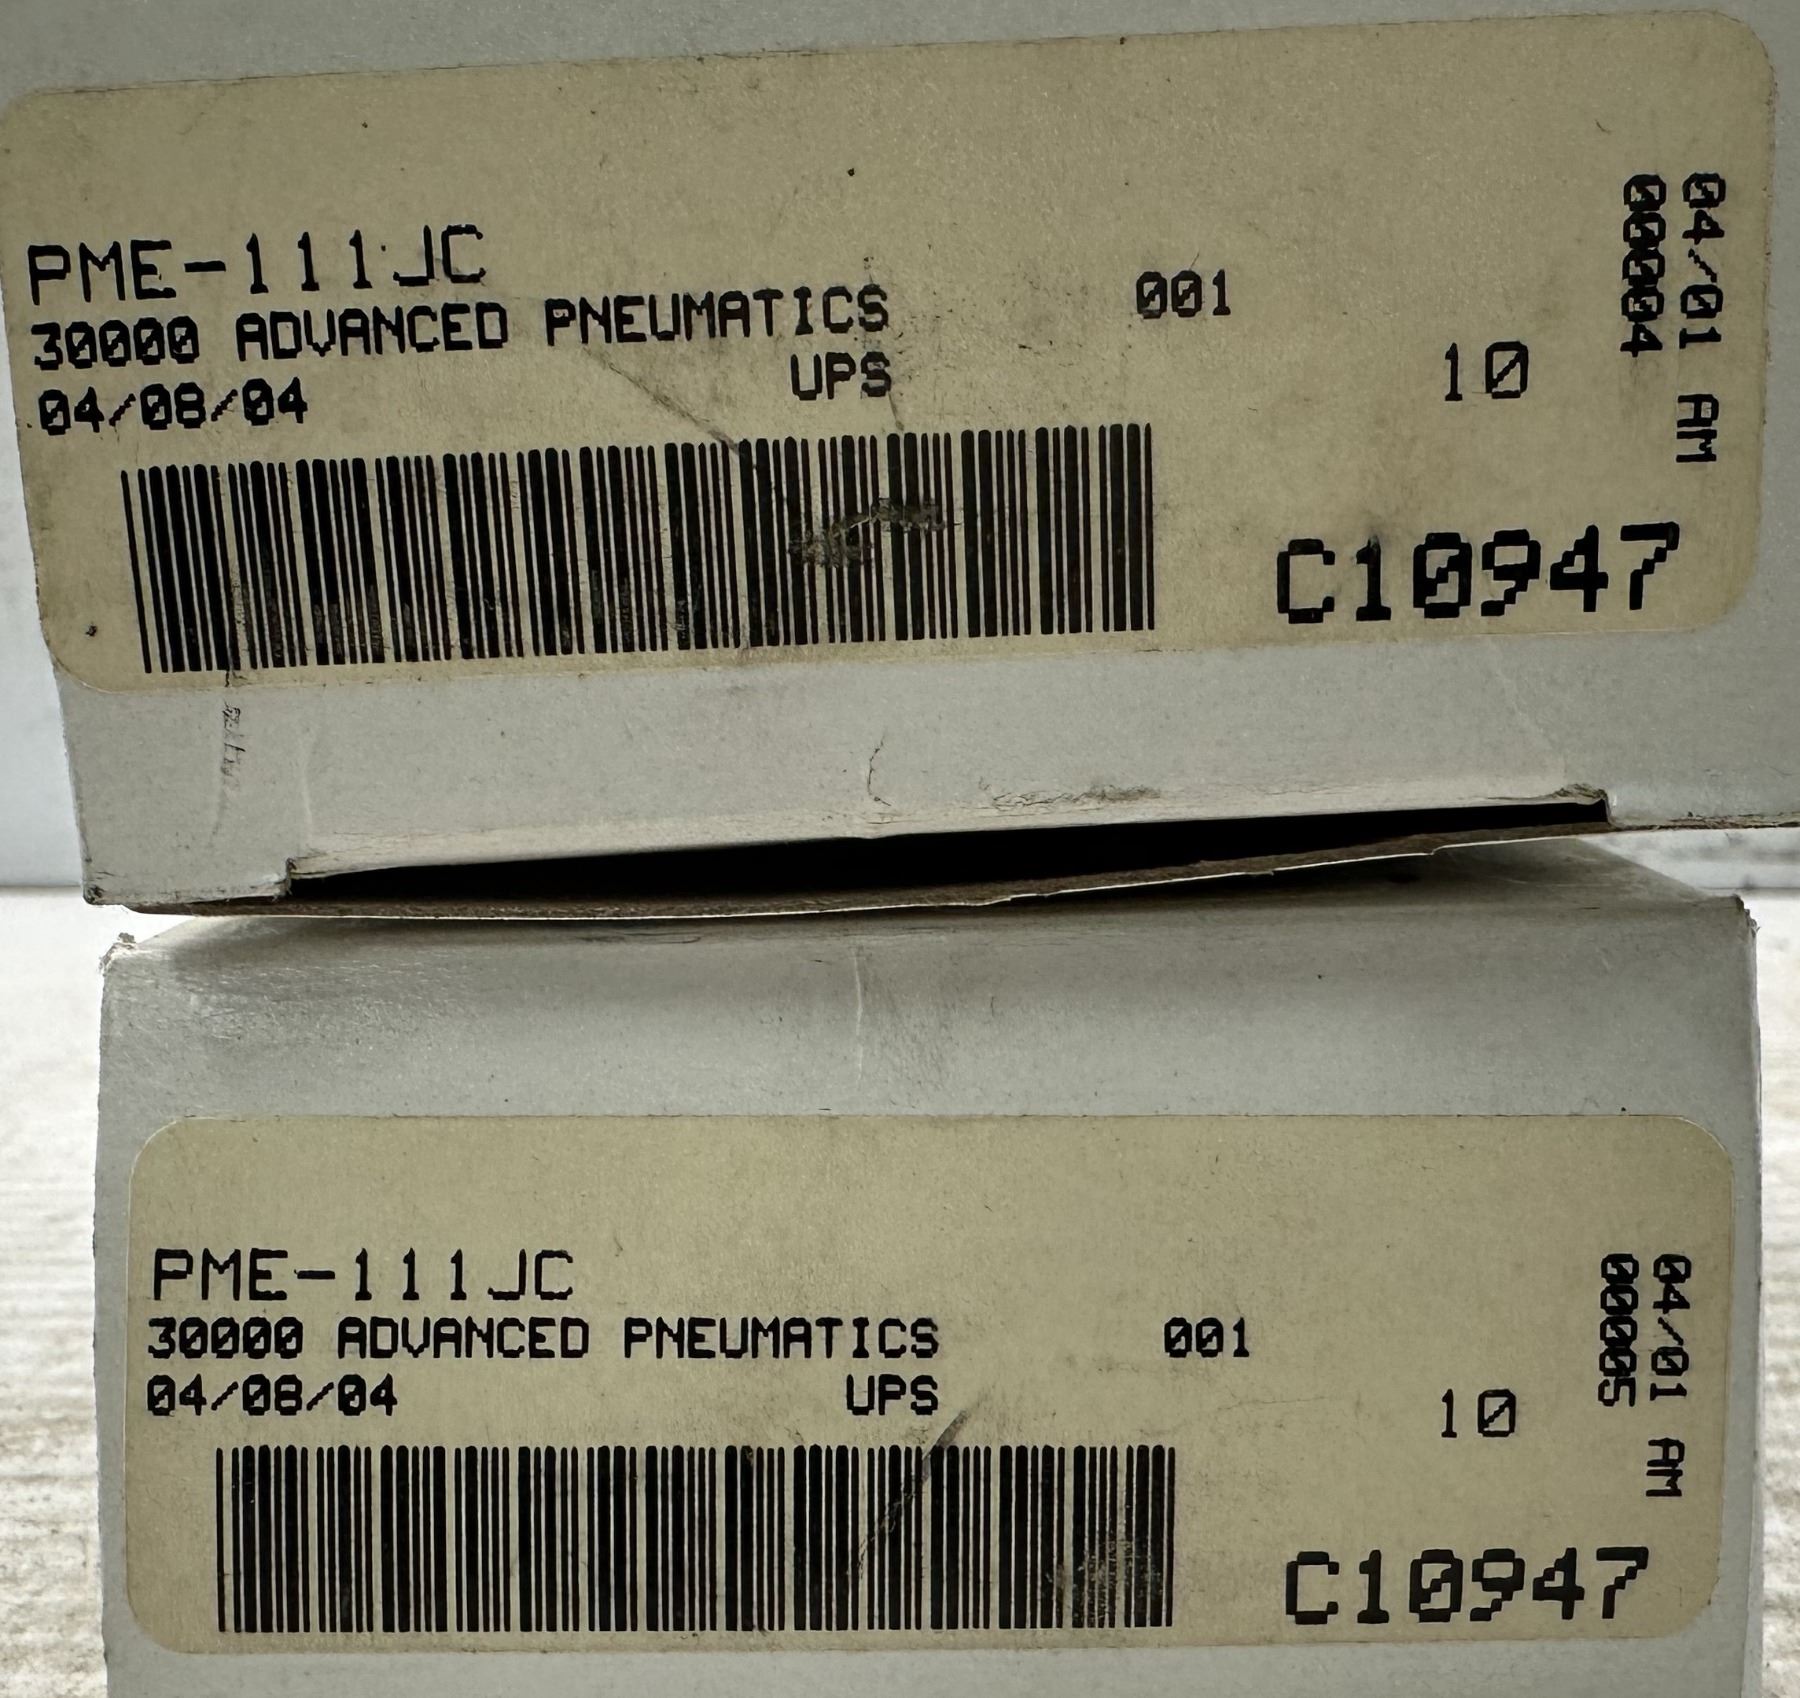 PME-111JC
30000 ADVANCED PNEUMATICS 001
04/08/04 UPS 10
C10947
04/01 AM
00004
PME-111JC
30000 ADVANCED PNEUMATICS 001
04/08/04 UPS 10
C10947
04/01 AM
00005